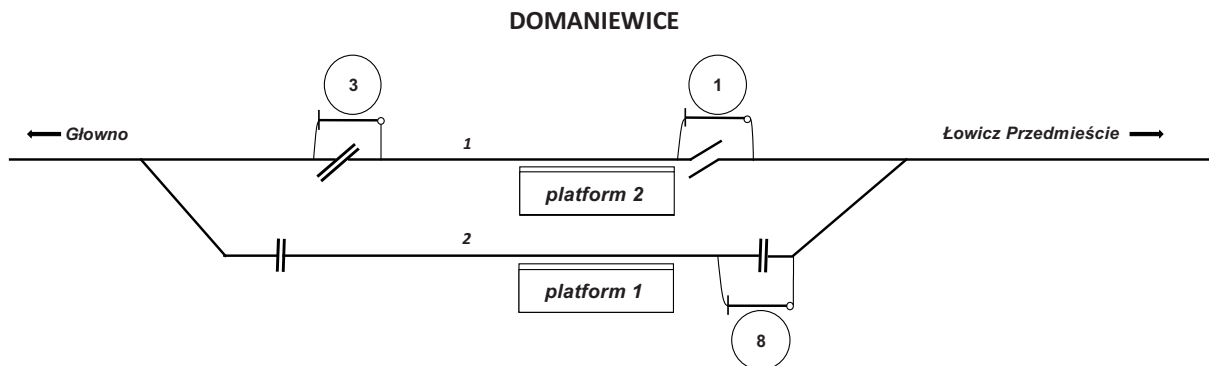 DOMANIEWICE
3
1
Głowno
1
Łowicz Przedmieście
platform 2
2
platform 1
8